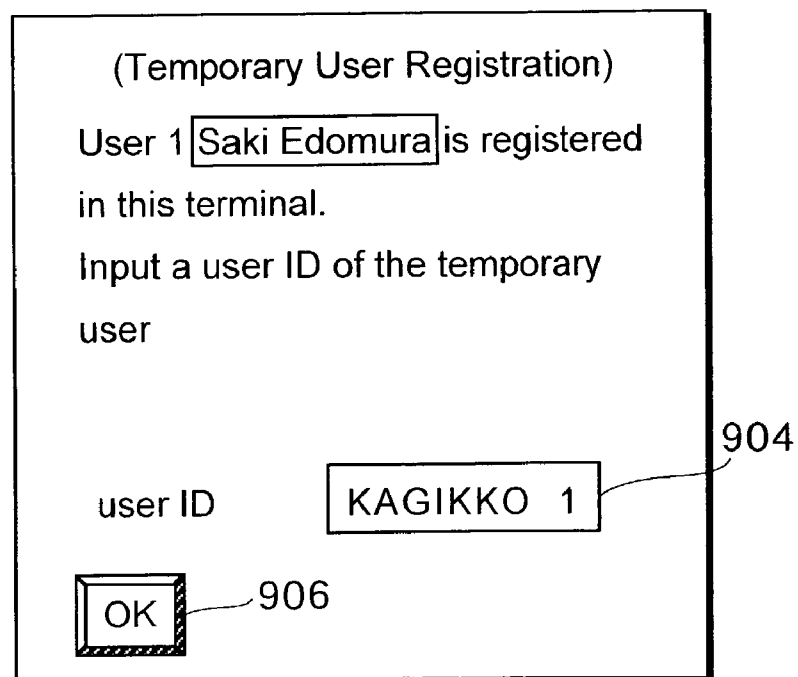 (Temporary User Registration)
User 1 Saki Edomura is registered
in this terminal.
Input a user ID of the temporary
user
904
user ID KAGIKKO 1
OK 906